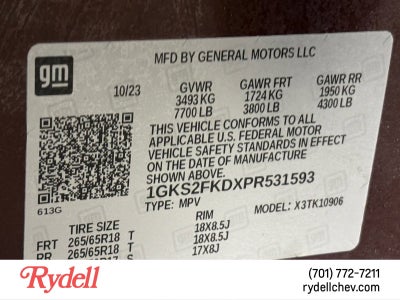 gm
MFD BY GENERAL MOTORS LLC
10/23 GVWR GAWR FRT GAWR RR
3493 KG 1724 KG 1950 KG
7700 LB 3800 LB 4300 LB
THIS VEHICLE CONFORMS TO ALL
APPLICABLE U.S. FEDERAL MOTOR
VEHICLE SAFETY STANDARDS IN EFFECT
ON THE DATE OF MANUFACTURE
SHOWN ABOVE.
1GKS2FKDXPR531593
613G
TYPE: MPV MODEL: X3TK10906
TIRE SIZE RIM
FRT 265/65R18 T 18X8.5J
RR 265/65R18 T 18X8.5J
17X8J
Rydell
(701) 772-7211
rydellchev.com